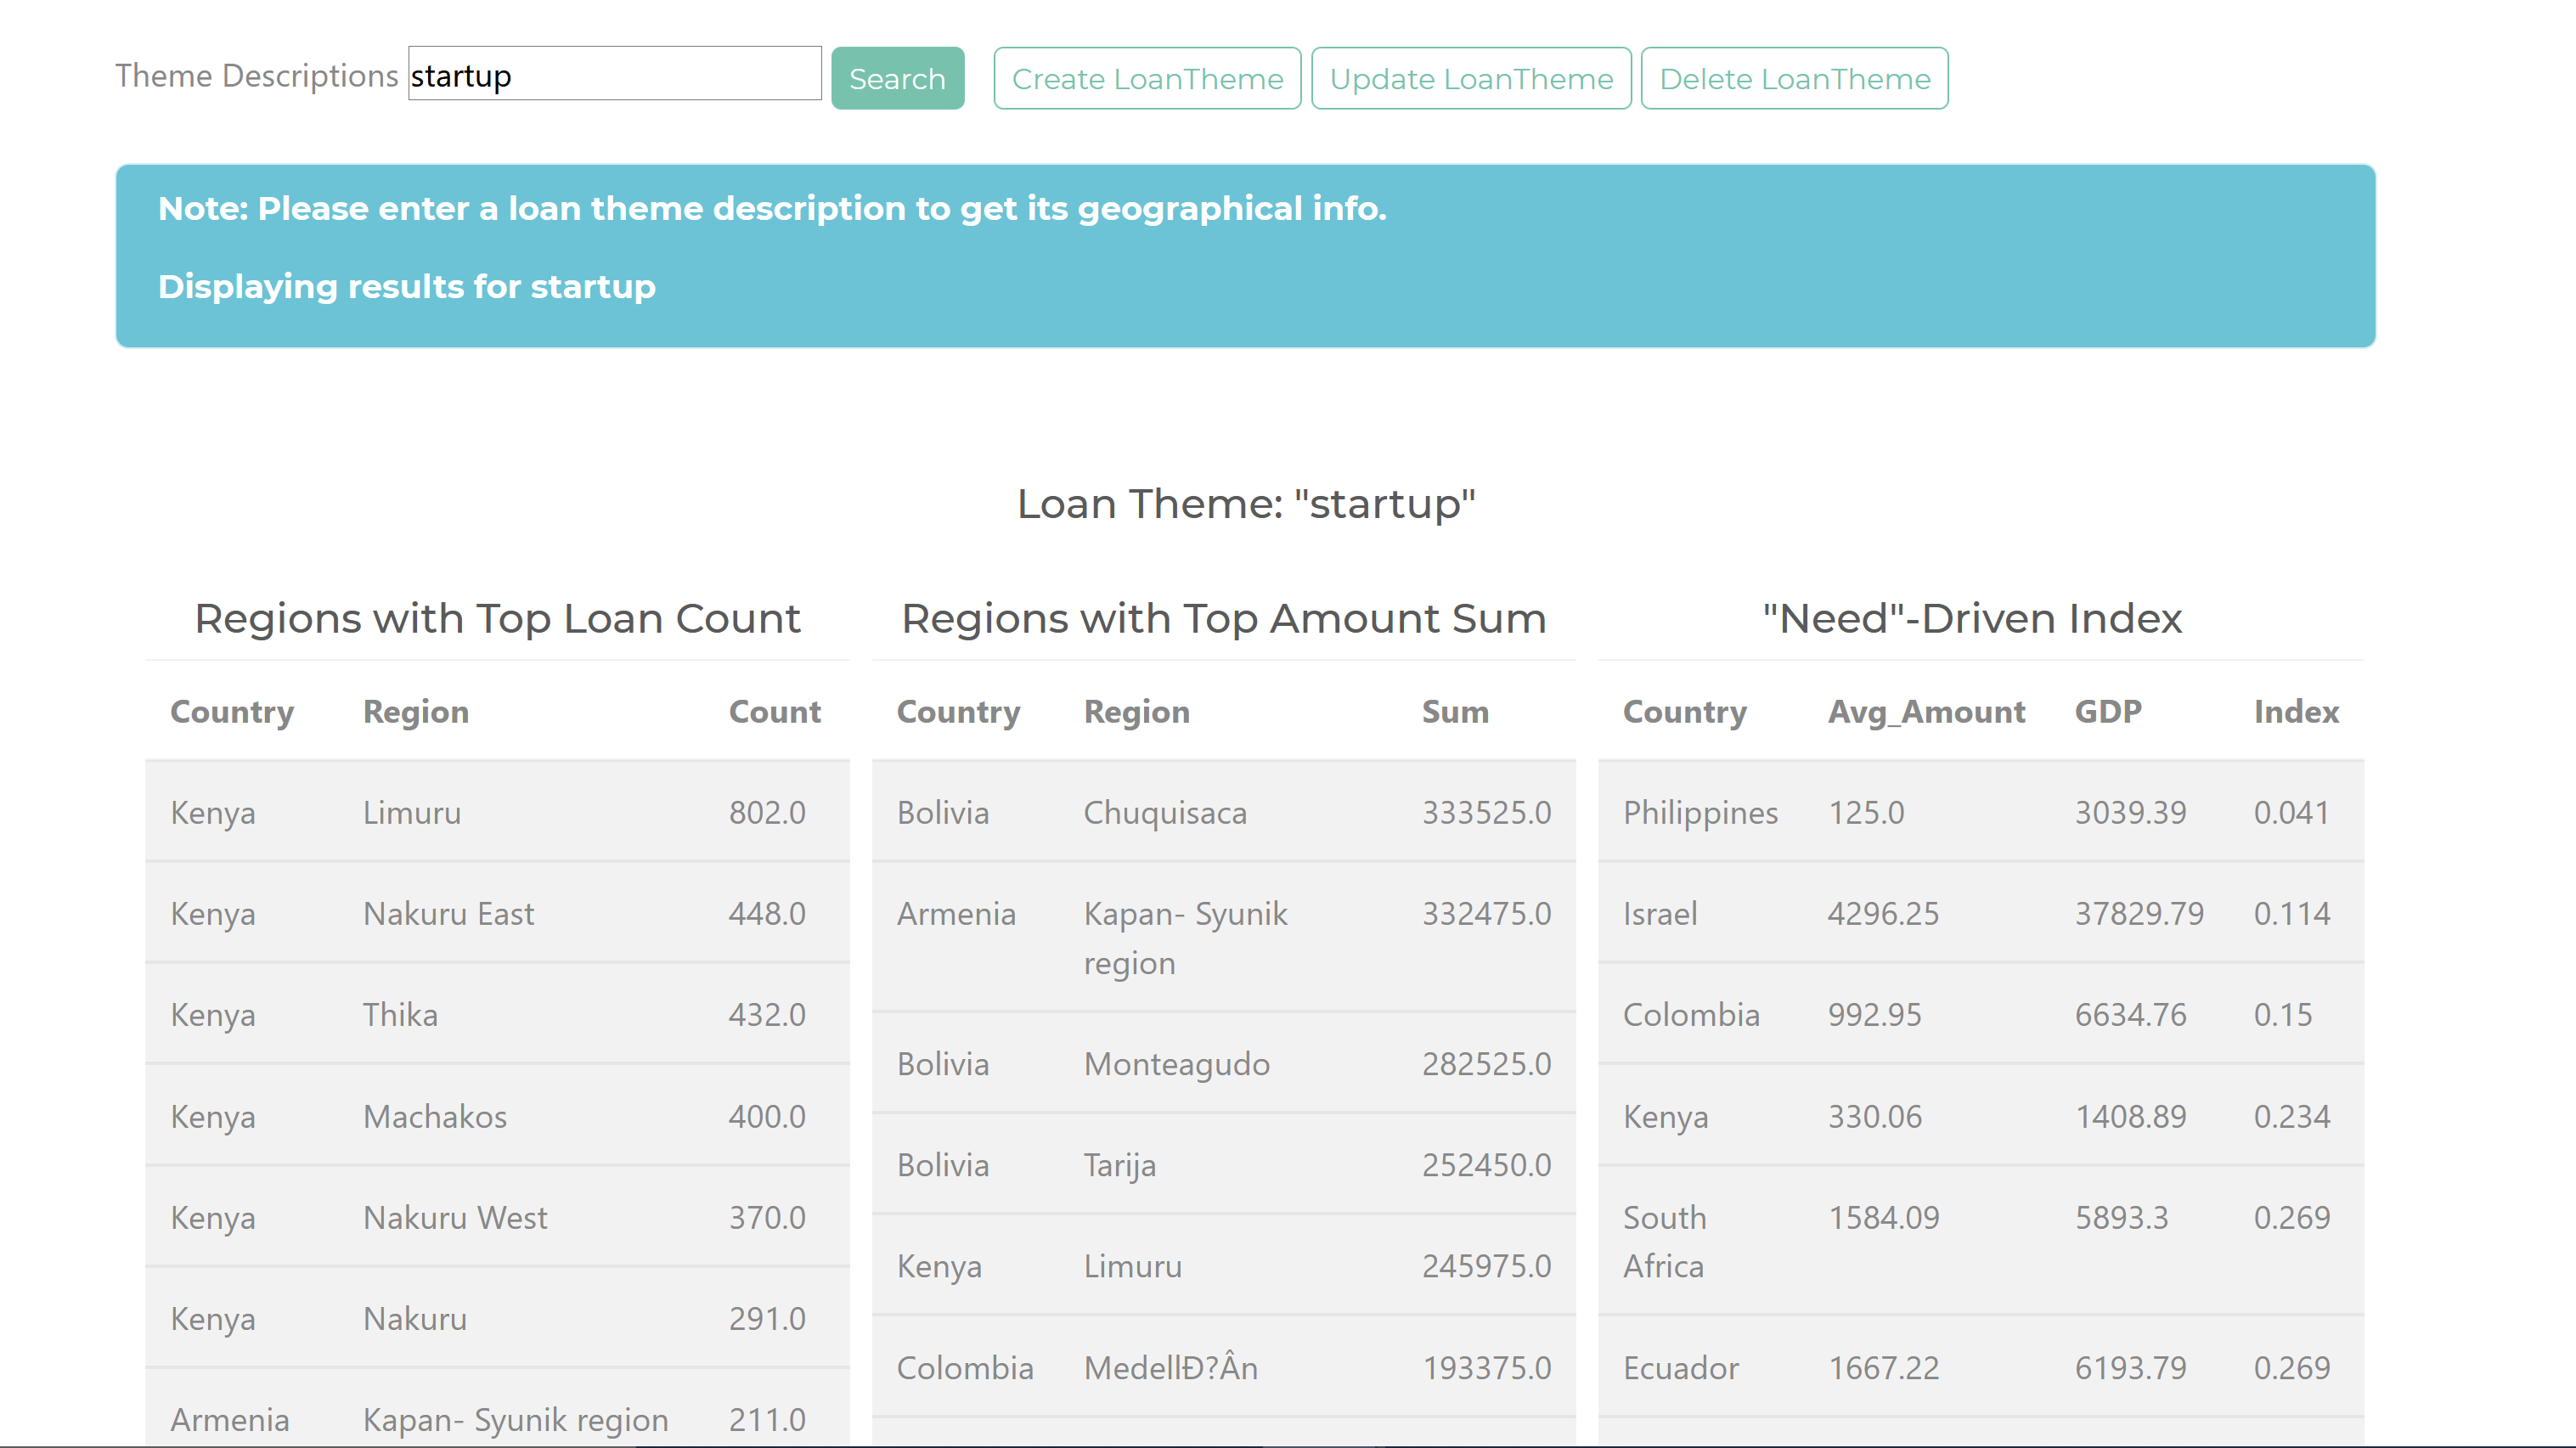 Theme Descriptions startup Search Create LoanTheme Update LoanTheme Delete LoanTheme
Note: Please enter a loan theme description to get its geographical info.
Displaying results for startup
Loan Theme: "startup"
Regions with Top Loan Count
Country Region Count
Kenya Limuru 802.0
Kenya Nakuru East 448.0
Kenya Thika 432.0
Kenya Machakos 400.0
Kenya Nakuru West 370.0
Kenya Nakuru 291.0
Armenia Kapan- Syunik region 211.0
Regions with Top Amount Sum
Country Region Sum
Bolivia Chuquisaca 333525.0
Armenia Kapan- Syunik 332475.0
region
Bolivia Monteagudo 282525.0
Bolivia Tarija 252450.0
Kenya Limuru 245975.0
Colombia MedellÐ?Ân 193375.0
"Need"-Driven Index
Country Avg_Amount GDP Index
Philippines 125.0 3039.39 0.041
Israel 4296.25 37829.79 0.114
Colombia 992.95 6634.76 0.15
Kenya 330.06 1408.89 0.234
South 1584.09 5893.3 0.269
Africa
Ecuador 1667.22 6193.79 0.269